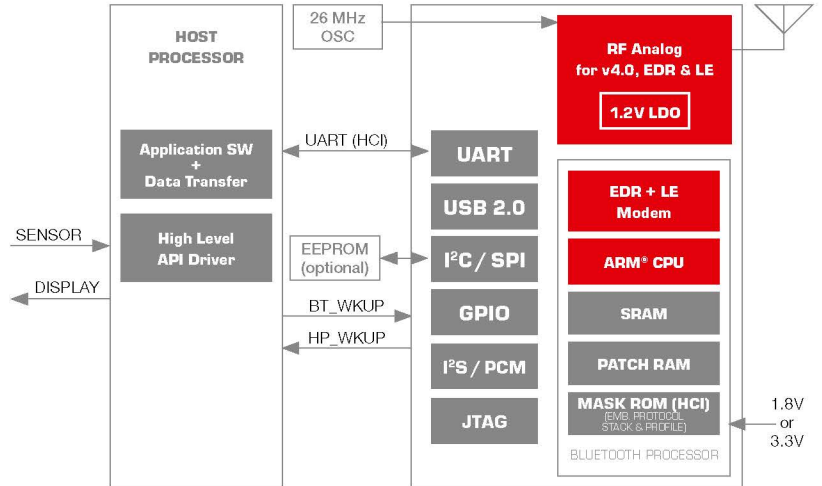 26 MHz
OSC
HOST
PROCESSOR
RF Analog
for v4.0, EDR & LE
1.2V LDO
Application SW
+
Data Transfer
UART (HCI)
UART
EDR + LE
Modem
USB 2.0
SENSOR
High Level
API Driver
EEPROM
(optional)
I²C / SPI
ARM® CPU
DISPLAY
BT_WKUP
GPIO
SRAM
HP_WKUP
I²S / PCM
PATCH RAM
JTAG
MASK ROM (HCI)
(EMB. PROTOCOL
STACK & PROFILE)
1.8V
or
3.3V
BLUETOOTH PROCESSOR